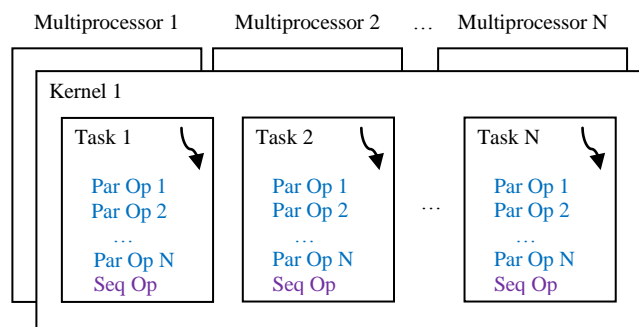 Multiprocessor 1 Multiprocessor 2 … Multiprocessor N
Kernel 1
Task 1 Task 2 Task N
Par Op 1 Par Op 1 Par Op 1
Par Op 2 Par Op 2 … Par Op 2
… … …
Par Op N Par Op N Par Op N
Seq Op Seq Op Seq Op